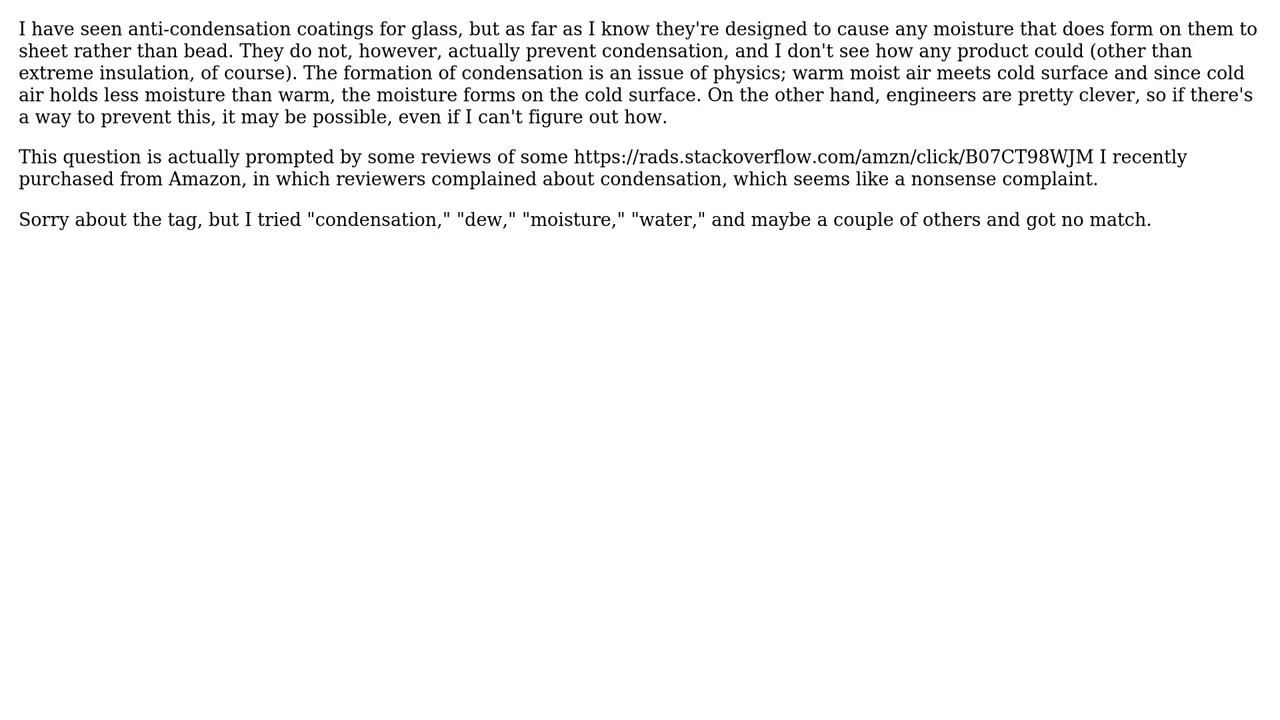 I have seen anti-condensation coatings for glass, but as far as I know they're designed to cause any moisture that does form on them to
sheet rather than bead. They do not, however, actually prevent condensation, and I don't see how any product could (other than
extreme insulation, of course). The formation of condensation is an issue of physics; warm moist air meets cold surface and since cold
air holds less moisture than warm, the moisture forms on the cold surface. On the other hand, engineers are pretty clever, so if there's
a way to prevent this, it may be possible, even if I can't figure out how.
This question is actually prompted by some reviews of some https://rads.stackoverflow.com/amzn/click/B07CT98WJM I recently
purchased from Amazon, in which reviewers complained about condensation, which seems like a nonsense complaint.
Sorry about the tag, but I tried "condensation," "dew," "moisture," "water," and maybe a couple of others and got no match.